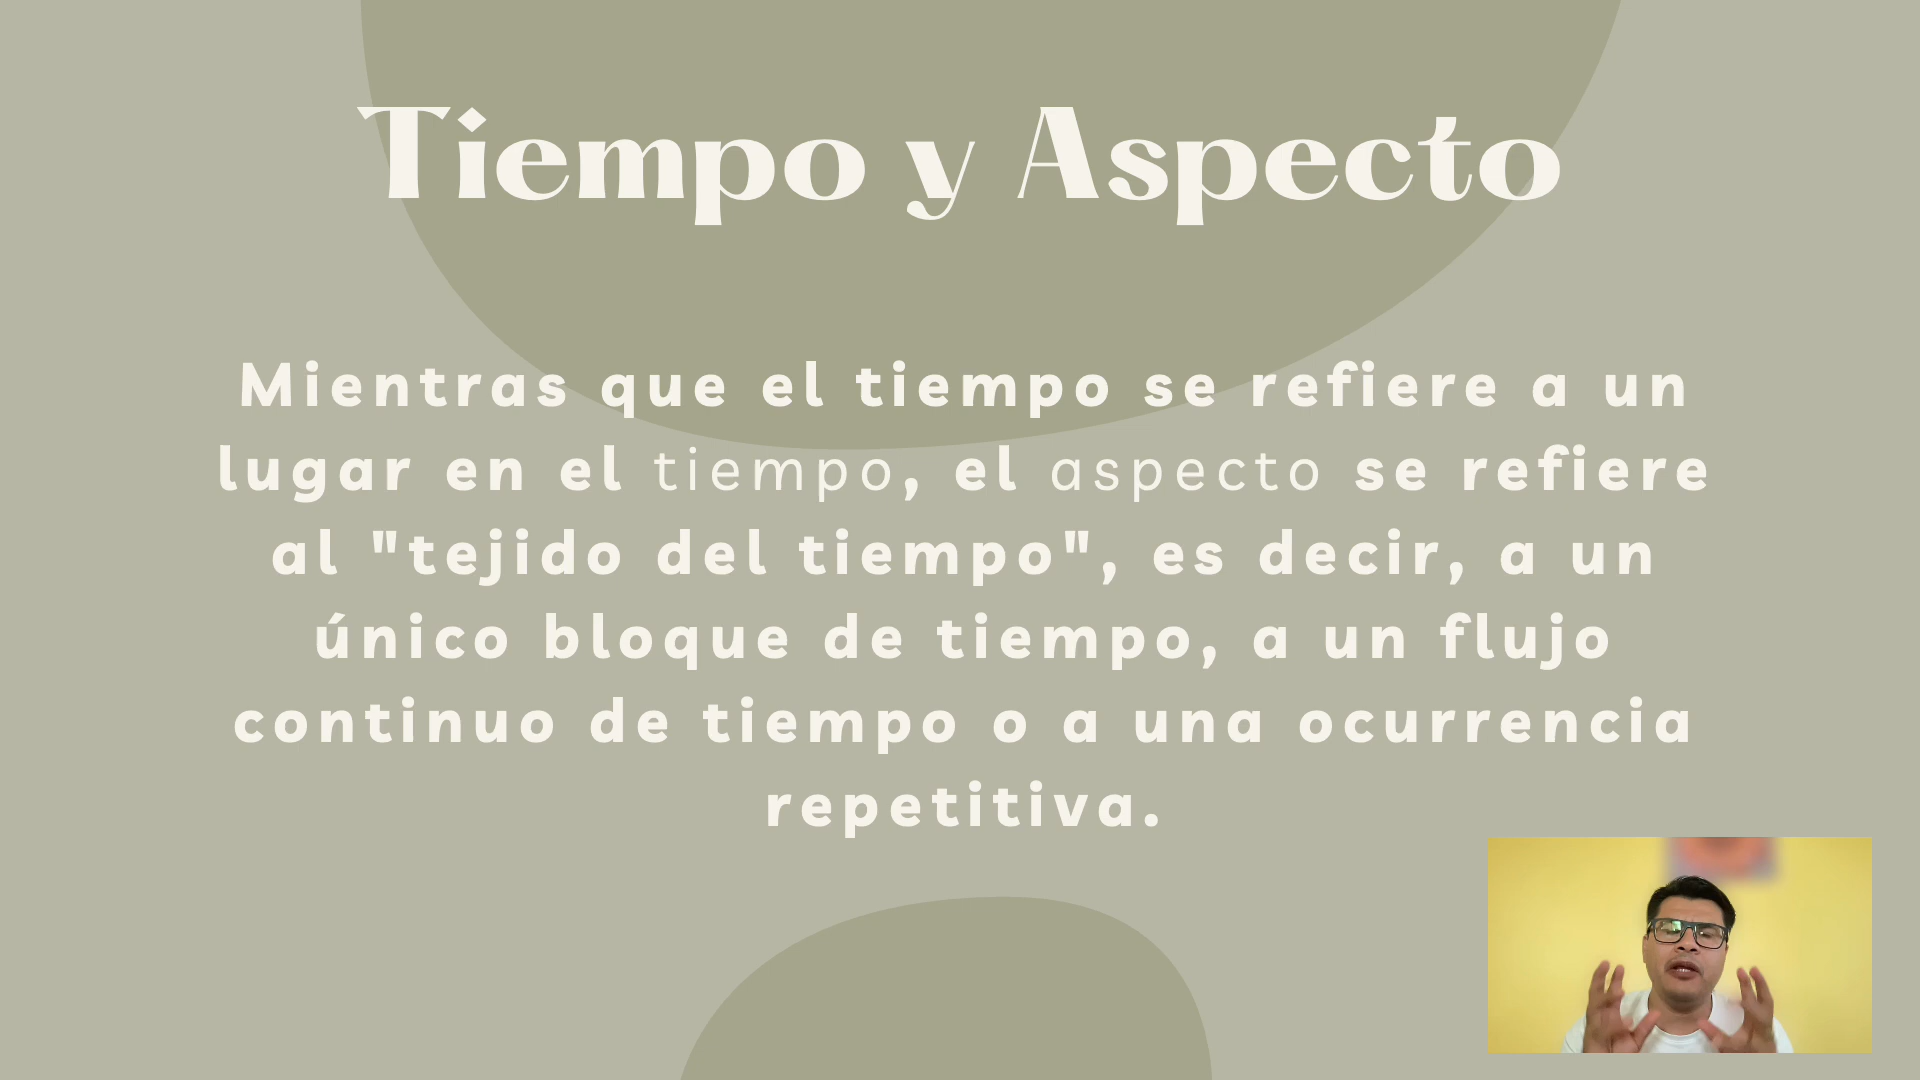 Tiempo y Aspecto
Mientras que el tiempo se refiere a un
lugar en el tiempo, el aspecto se refiere
al "tejido del tiempo", es decir, a un
único bloque de tiempo, a un flujo
continuo de tiempo o a una ocurrencia
repetitiva.